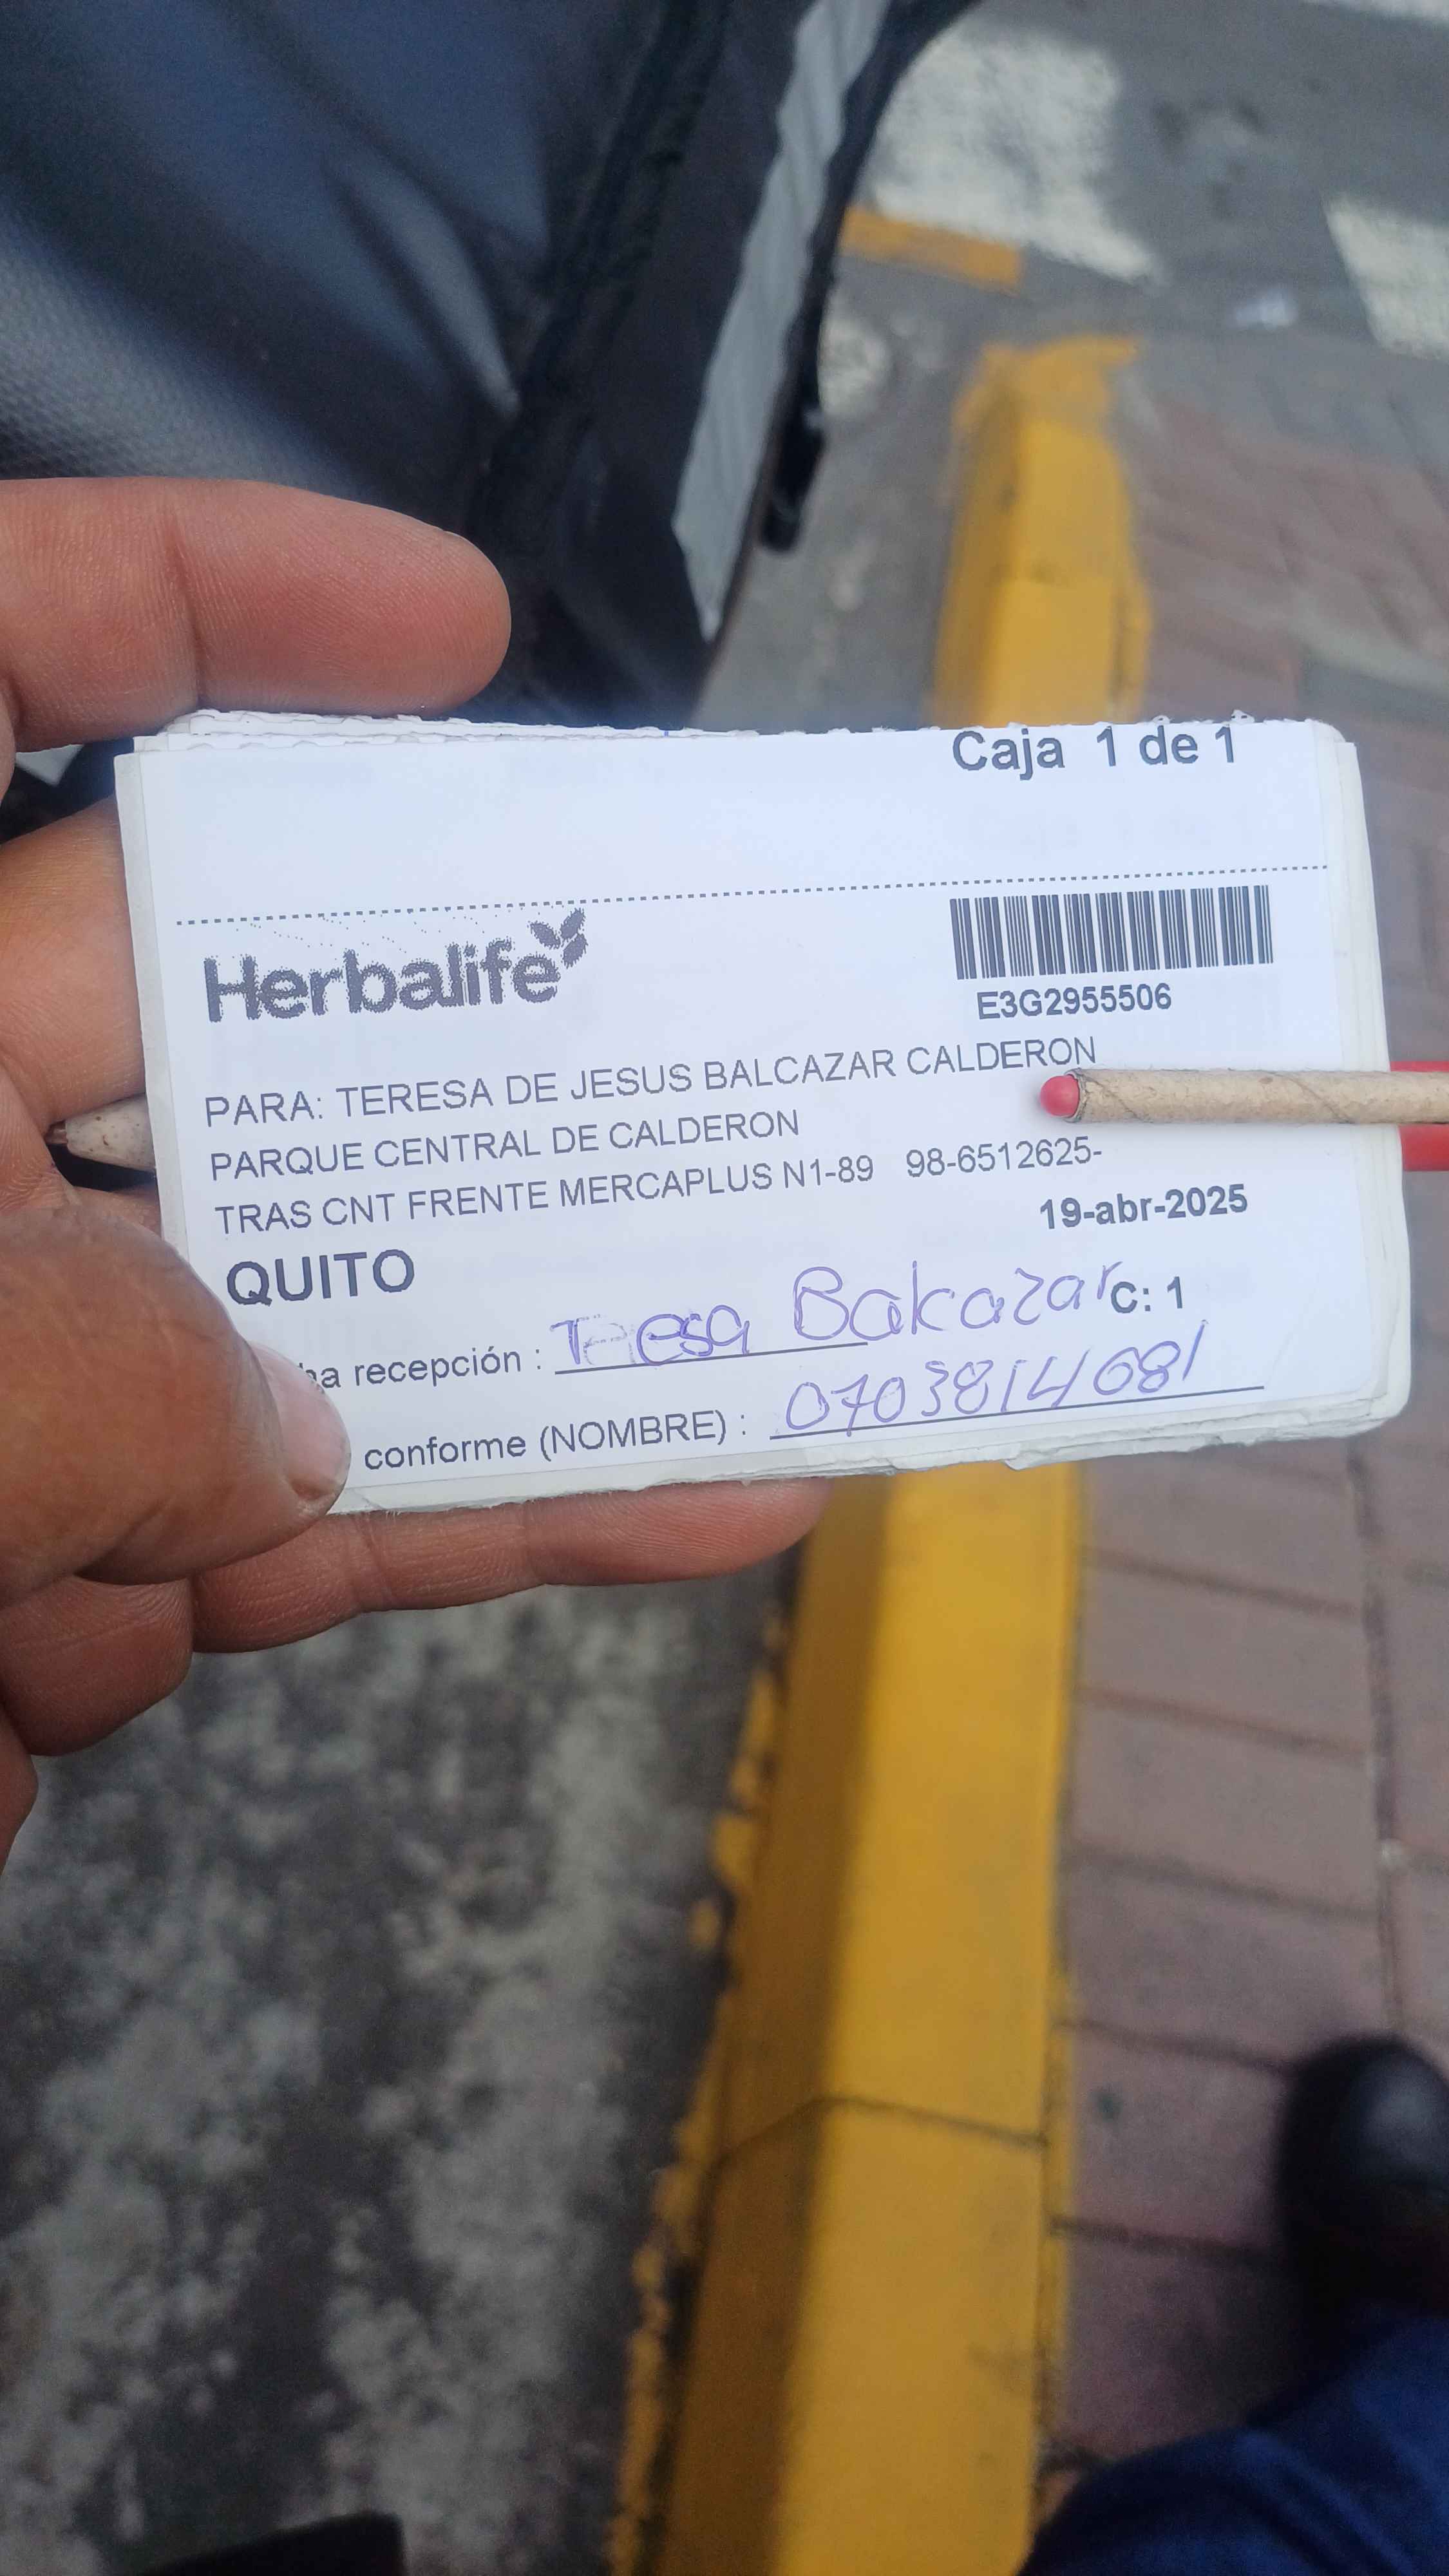 Caja 1 de 1
Herbalife
E3G2955506
PARA: TERESA DE JESUS BALCAZAR CALDERON
PARQUE CENTRAL DE CALDERON
TRAS CNT FRENTE MERCAPLUS N1-89 98-6512625-
19-abr-2025
QUITO
C: 1
recepción : Teresa Balcazar
conforme (NOMBRE) : 0703814681